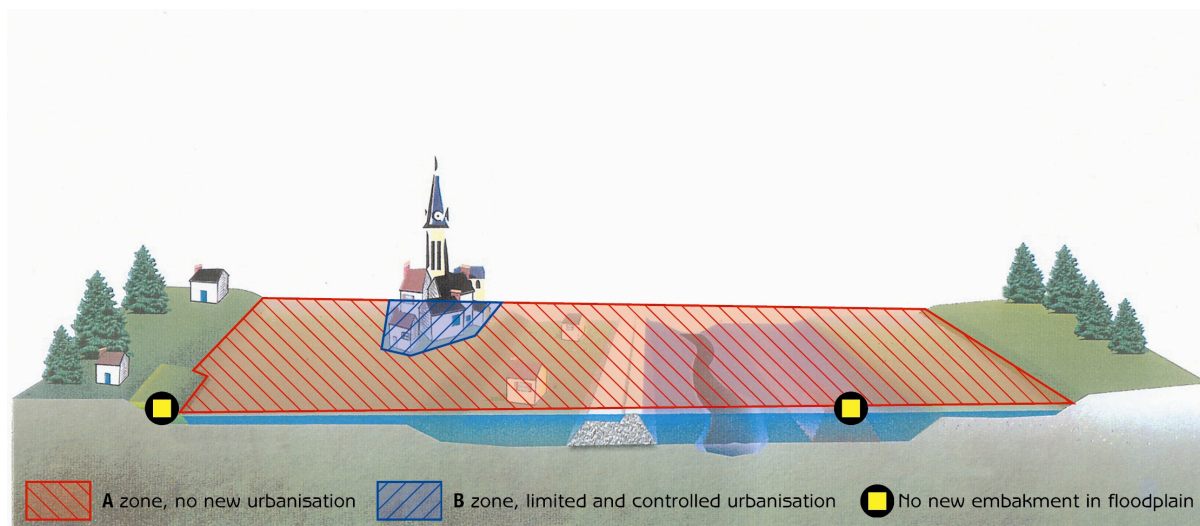 A zone, no new urbanisation
B zone, limited and controlled urbanisation
No new embakment in floodplain